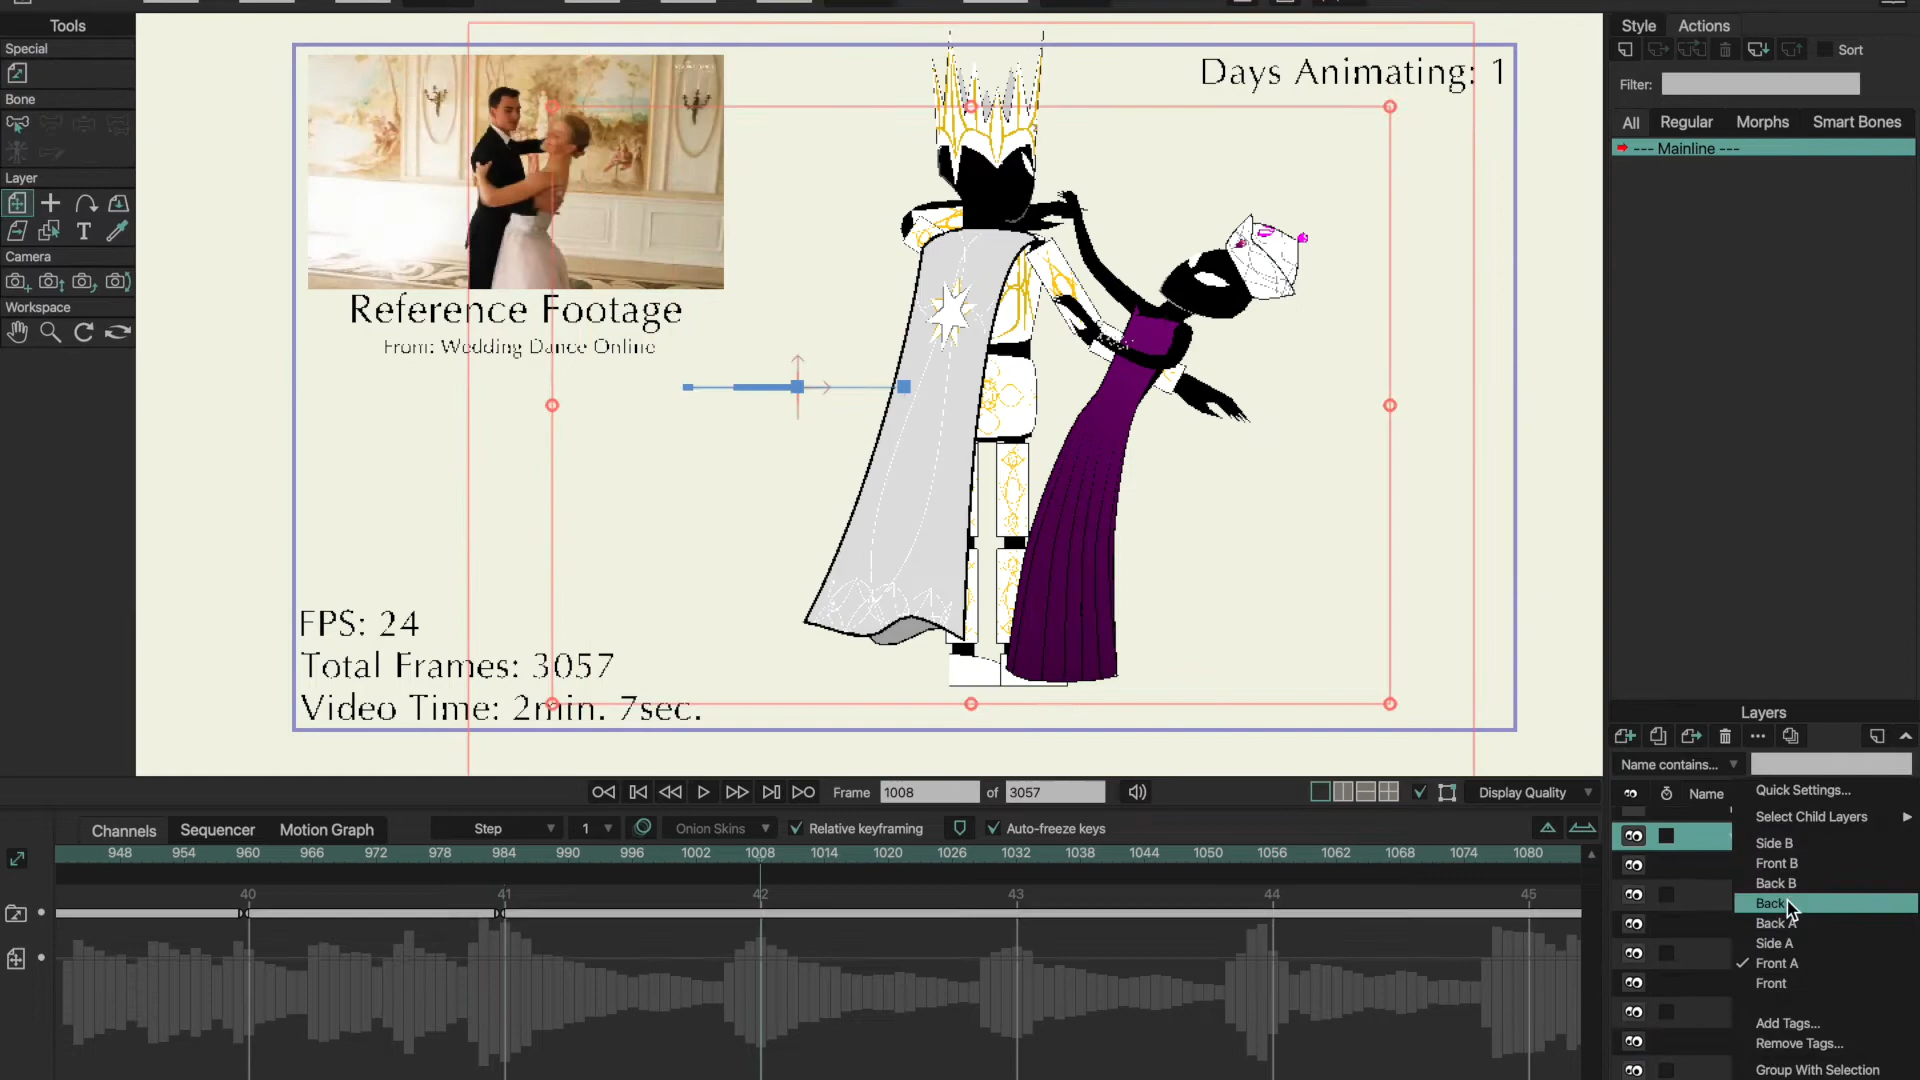 Tools
Special
Bone
Layer
T
Camera
Workspace
Days Animating: 1
Reference Footage
From: Wedding Dance Online
FPS: 24
Total Frames: 3057
Video Time: 2min. 7sec.
Style
Actions
Sort
Filter:
All Regular Morphs Smart Bones
--- Mainline ---
Layers
Name contains...
Name
Quick Settings...
Select Child Layers
Side B
Front B
Back B
Back
Back A
Side A
Front A
Front
Add Tags...
Remove Tags...
Group With Selection
Frame 1008 of 3057
Display Quality
Channels Sequencer Motion Graph
Step 1 Onion Skins Relative keyframing Auto-freeze keys
948 954 960 966 972 978 984 990 996 1002 1008 1014 1020 1026 1032 1038 1044 1050 1056 1062 1068 1074 1080
40 41 42 43 44 45